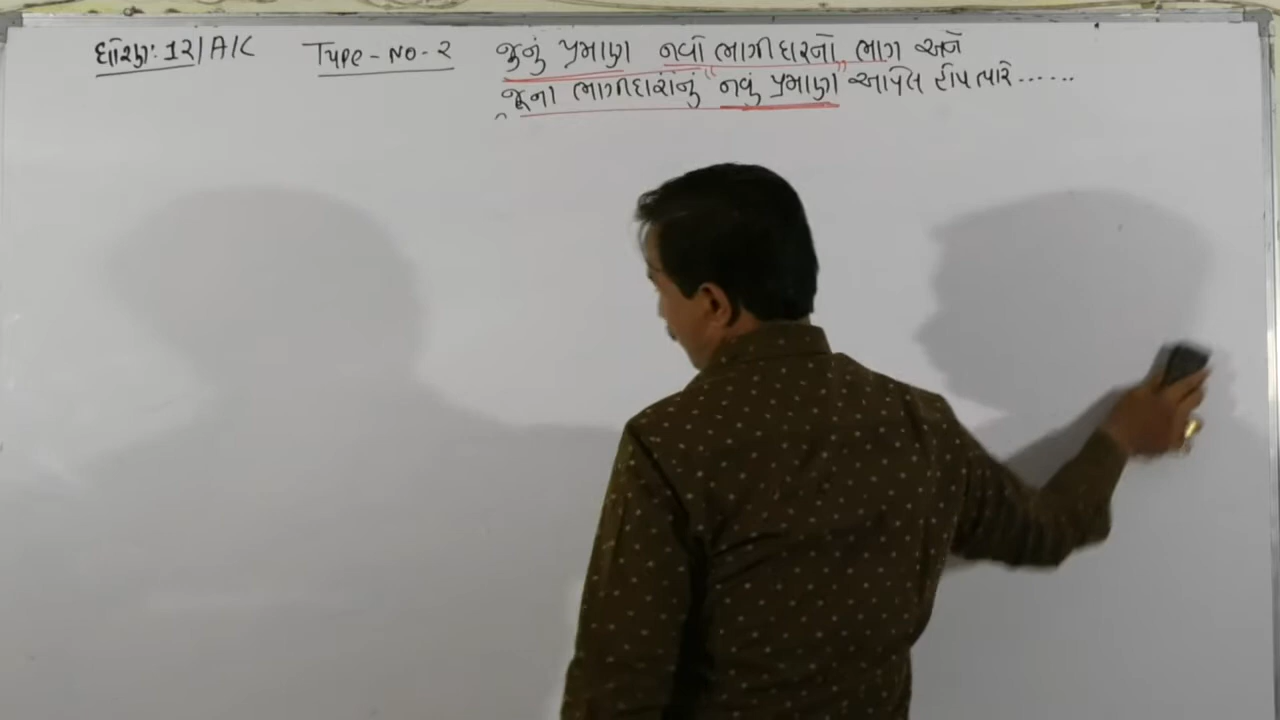 ધોરણ: 12/A/C
Type-No-2 જુનું પ્રમાણ નવા ભાગીદારનો ભાગ અને
જૂના ભાગીદારોનું "નવું પ્રમાણ" આપેલ હોય ત્યારે......